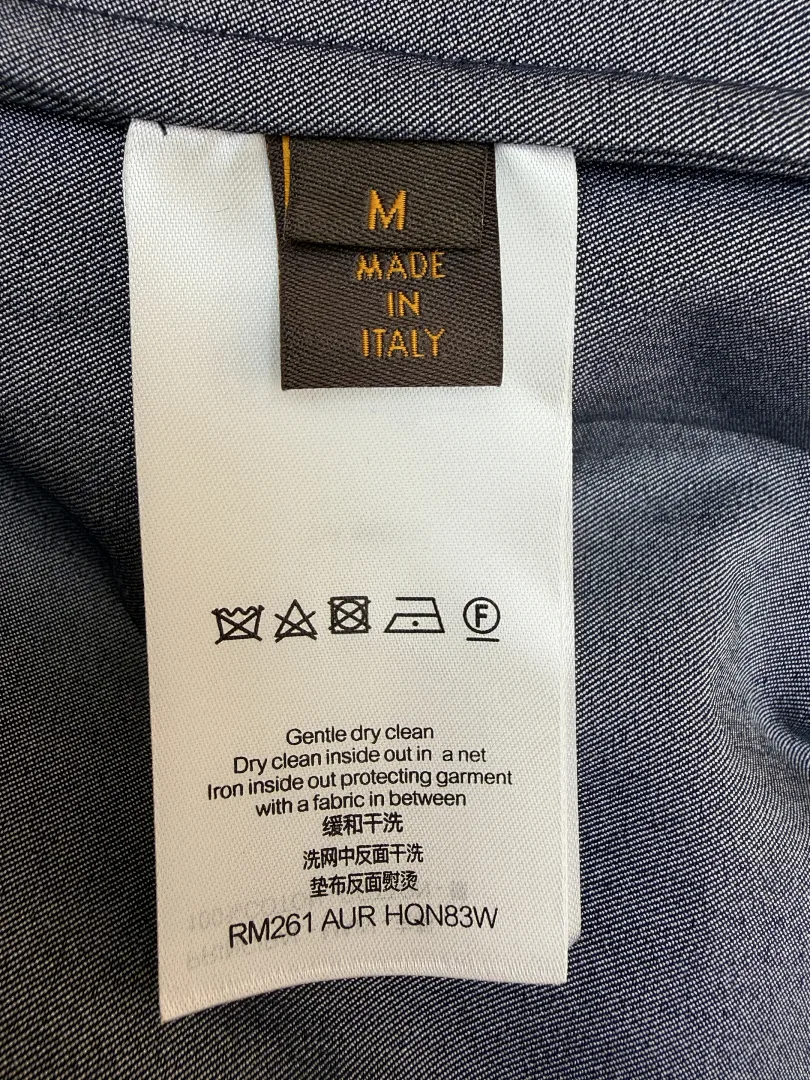 M
MADE
IN
ITALY
F
Gentle dry clean
Dry clean inside out in a net
Iron inside out protecting garment
with a fabric in between
缓和干洗
洗网中反面干洗
垫布反面熨烫
RM261 AUR HQN83W